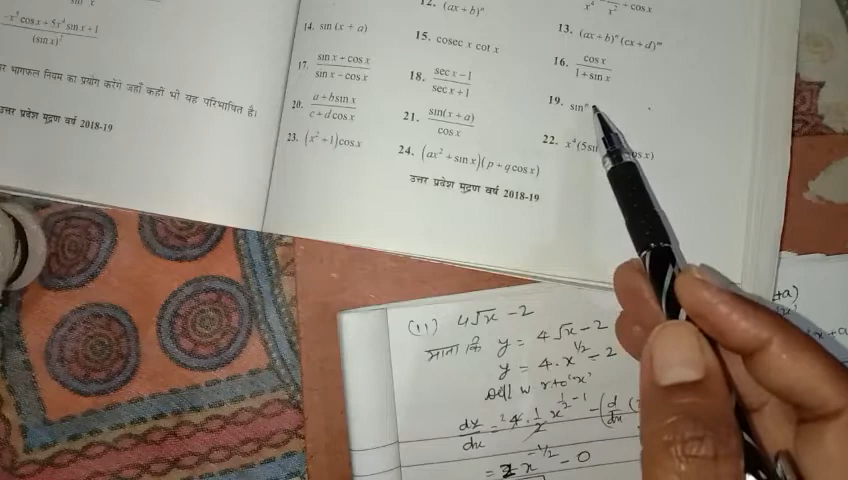 -x⁵ cos x + 5x⁴ sin x + 1
(sin x)²
भागफल नियम का प्रयोग करेंगे जहाँ कहीं भी यह परिभाषित है।
उत्तर प्रदेश मुद्रण वर्ष 2018-19
12. (ax + b)ⁿ
13. (ax + b)ⁿ (cx + d)ᵐ
14. sin (x + a)
15. cosec x cot x
16. cos x / 1 + sin x
17. sin x + cos x / sin x - cos x
18. sec x - 1 / sec x + 1
19. sinⁿ
20. a + b sin x / c + d cos x
21. sin(x + a) / cos x
22. x⁴ (5 os x)
23. (x² + 1) cos x
24. (ax² + sin x)(p + q cos x)
उत्तर प्रदेश मुद्रण वर्ष 2018-19
(11) 4√x - 2
माना कि y = 4√x - 2
y = 4.x^1/2 - 2
w r to 'x'
dy/dx = 4.1/2 x^1/2 - 1 - (d/dx
= 2x^-1/2 - 0